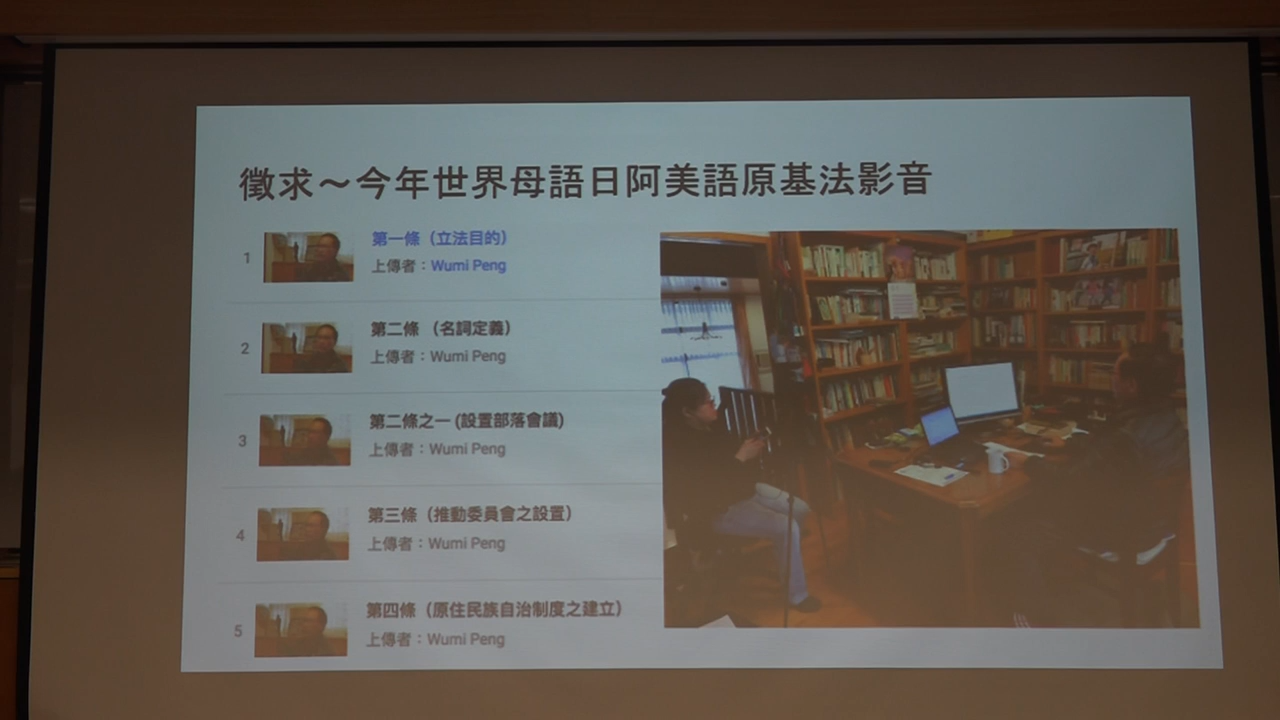 徵求～今年世界母語日阿美語原基法影音
1
第一條（立法目的）
上傳者：Wumi Peng
2
第二條 （名詞定義）
上傳者：Wumi Peng
3
第二條之一 (設置部落會議)
上傳者：Wumi Peng
4
第三條（推動委員會之設置）
上傳者：Wumi Peng
5
第四條（原住民族自治制度之建立）
上傳者：Wumi Peng